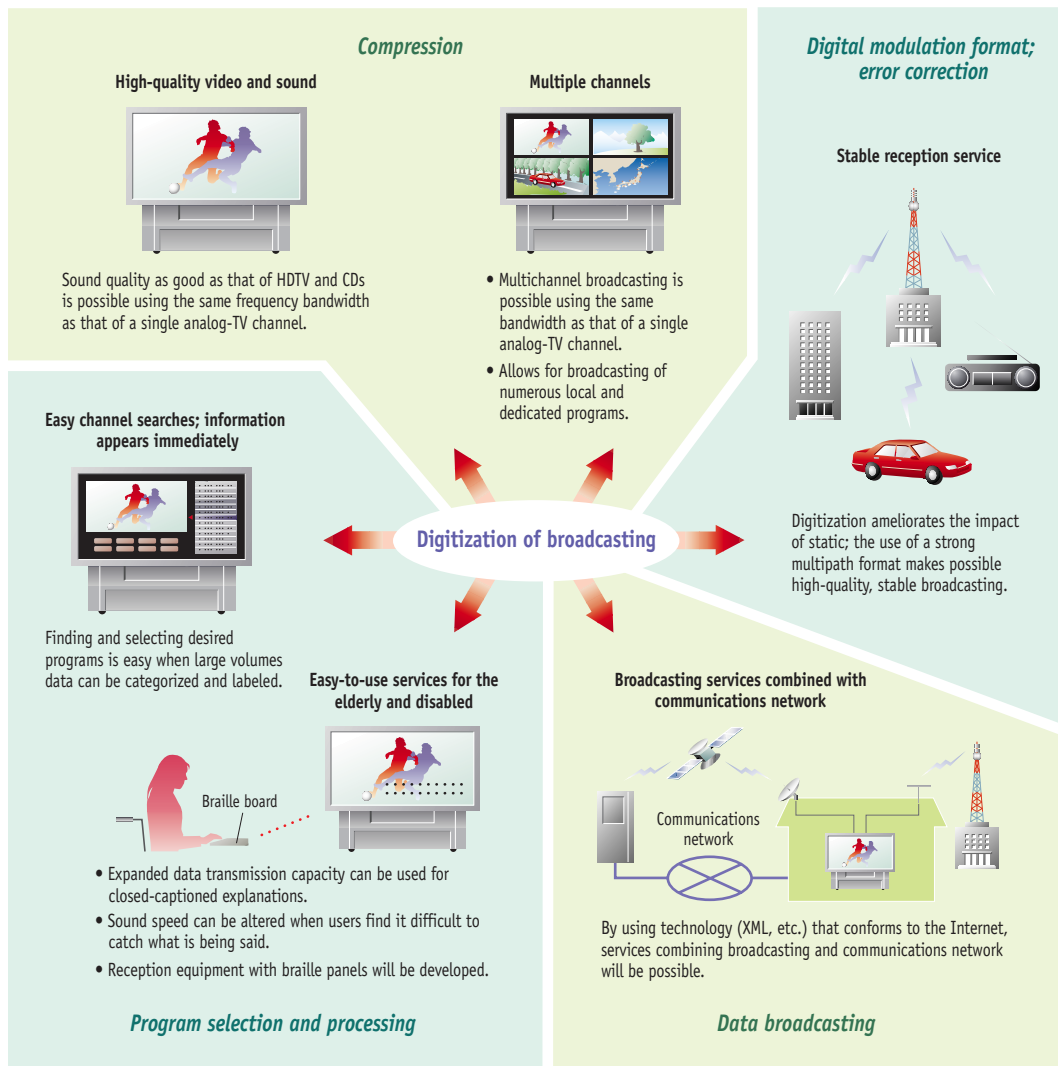 Compression
High-quality video and sound
Sound quality as good as that of HDTV and CDs
is possible using the same frequency bandwidth
as that of a single analog-TV channel.
Multiple channels
• Multichannel broadcasting is
possible using the same
bandwidth as that of a single
analog-TV channel.
• Allows for broadcasting of
numerous local and
dedicated programs.
Digital modulation format;
error correction
Stable reception service
Digitization ameliorates the impact
of static; the use of a strong
multipath format makes possible
high-quality, stable broadcasting.
Digitization of broadcasting
Easy channel searches; information
appears immediately
Finding and selecting desired
programs is easy when large volumes
data can be categorized and labeled.
Easy-to-use services for the
elderly and disabled
Braille board
• Expanded data transmission capacity can be used for
closed-captioned explanations.
• Sound speed can be altered when users find it difficult to
catch what is being said.
• Reception equipment with braille panels will be developed.
Program selection and processing
Broadcasting services combined with
communications network
Communications
network
By using technology (XML, etc.) that conforms to the Internet,
services combining broadcasting and communications network
will be possible.
Data broadcasting